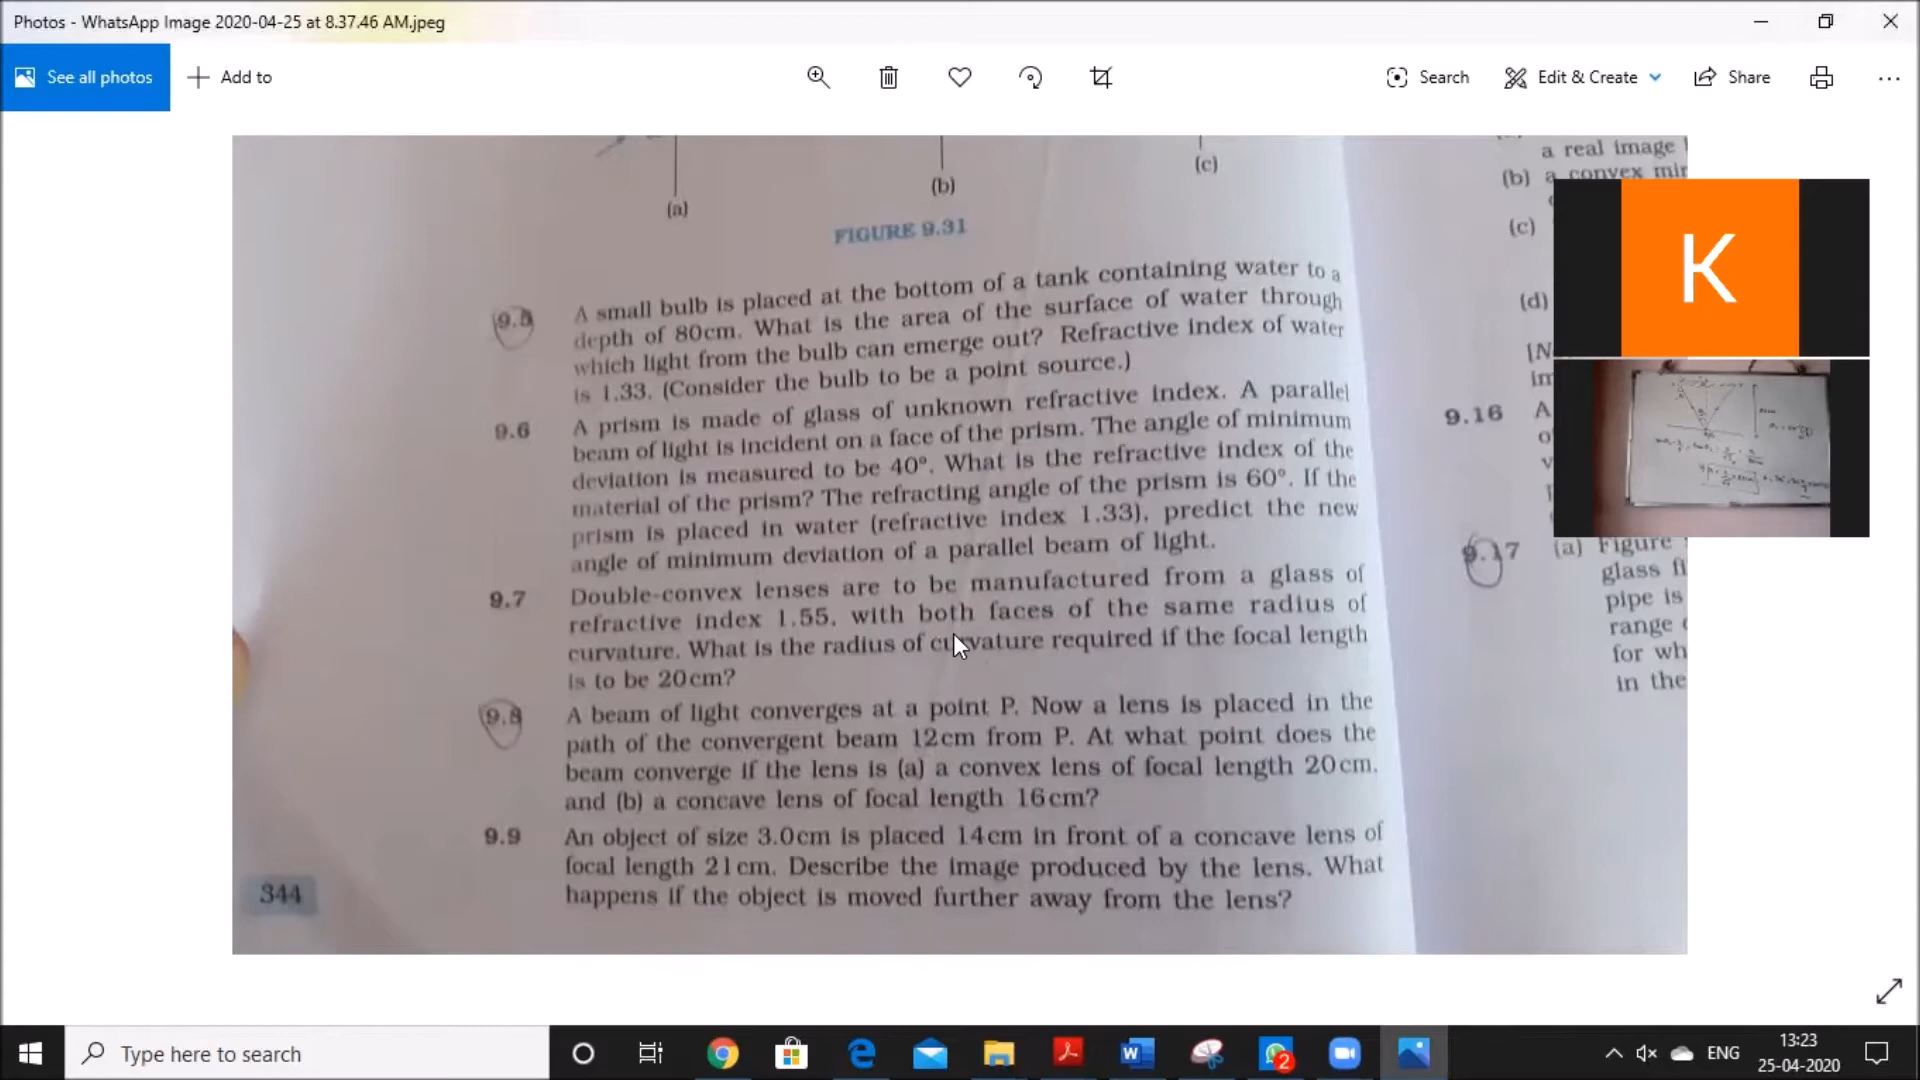 Photos - WhatsApp Image 2020-04-25 at 8.37.46 AM.jpeg
See all photos
Add to
Search
Edit & Create
Share
(a)
(b)
(c)
FIGURE 9.31
9.5 A small bulb is placed at the bottom of a tank containing water to a
depth of 80cm. What is the area of the surface of water through
which light from the bulb can emerge out? Refractive index of water
is 1.33. (Consider the bulb to be a point source.)
9.6 A prism is made of glass of unknown refractive index. A parallel
beam of light is incident on a face of the prism. The angle of minimum
deviation is measured to be 40°. What is the refractive index of the
material of the prism? The refracting angle of the prism is 60°. If the
prism is placed in water (refractive index 1.33), predict the new
angle of minimum deviation of a parallel beam of light.
9.7 Double-convex lenses are to be manufactured from a glass of
refractive index 1.55, with both faces of the same radius of
curvature. What is the radius of curvature required if the focal length
is to be 20cm?
9.8 A beam of light converges at a point P. Now a lens is placed in the
path of the convergent beam 12cm from P. At what point does the
beam converge if the lens is (a) a convex lens of focal length 20cm,
and (b) a concave lens of focal length 16cm?
9.9 An object of size 3.0cm is placed 14cm in front of a concave lens of
focal length 21cm. Describe the image produced by the lens. What
happens if the object is moved further away from the lens?
344
a real image
(b) a convex mir
(c)
(d)
[N
im
9.16 A
o
v
9.17 (a) Figure
glass fi
pipe is
range
for wh
in the
K
Type here to search
2
ENG
13:23
25-04-2020